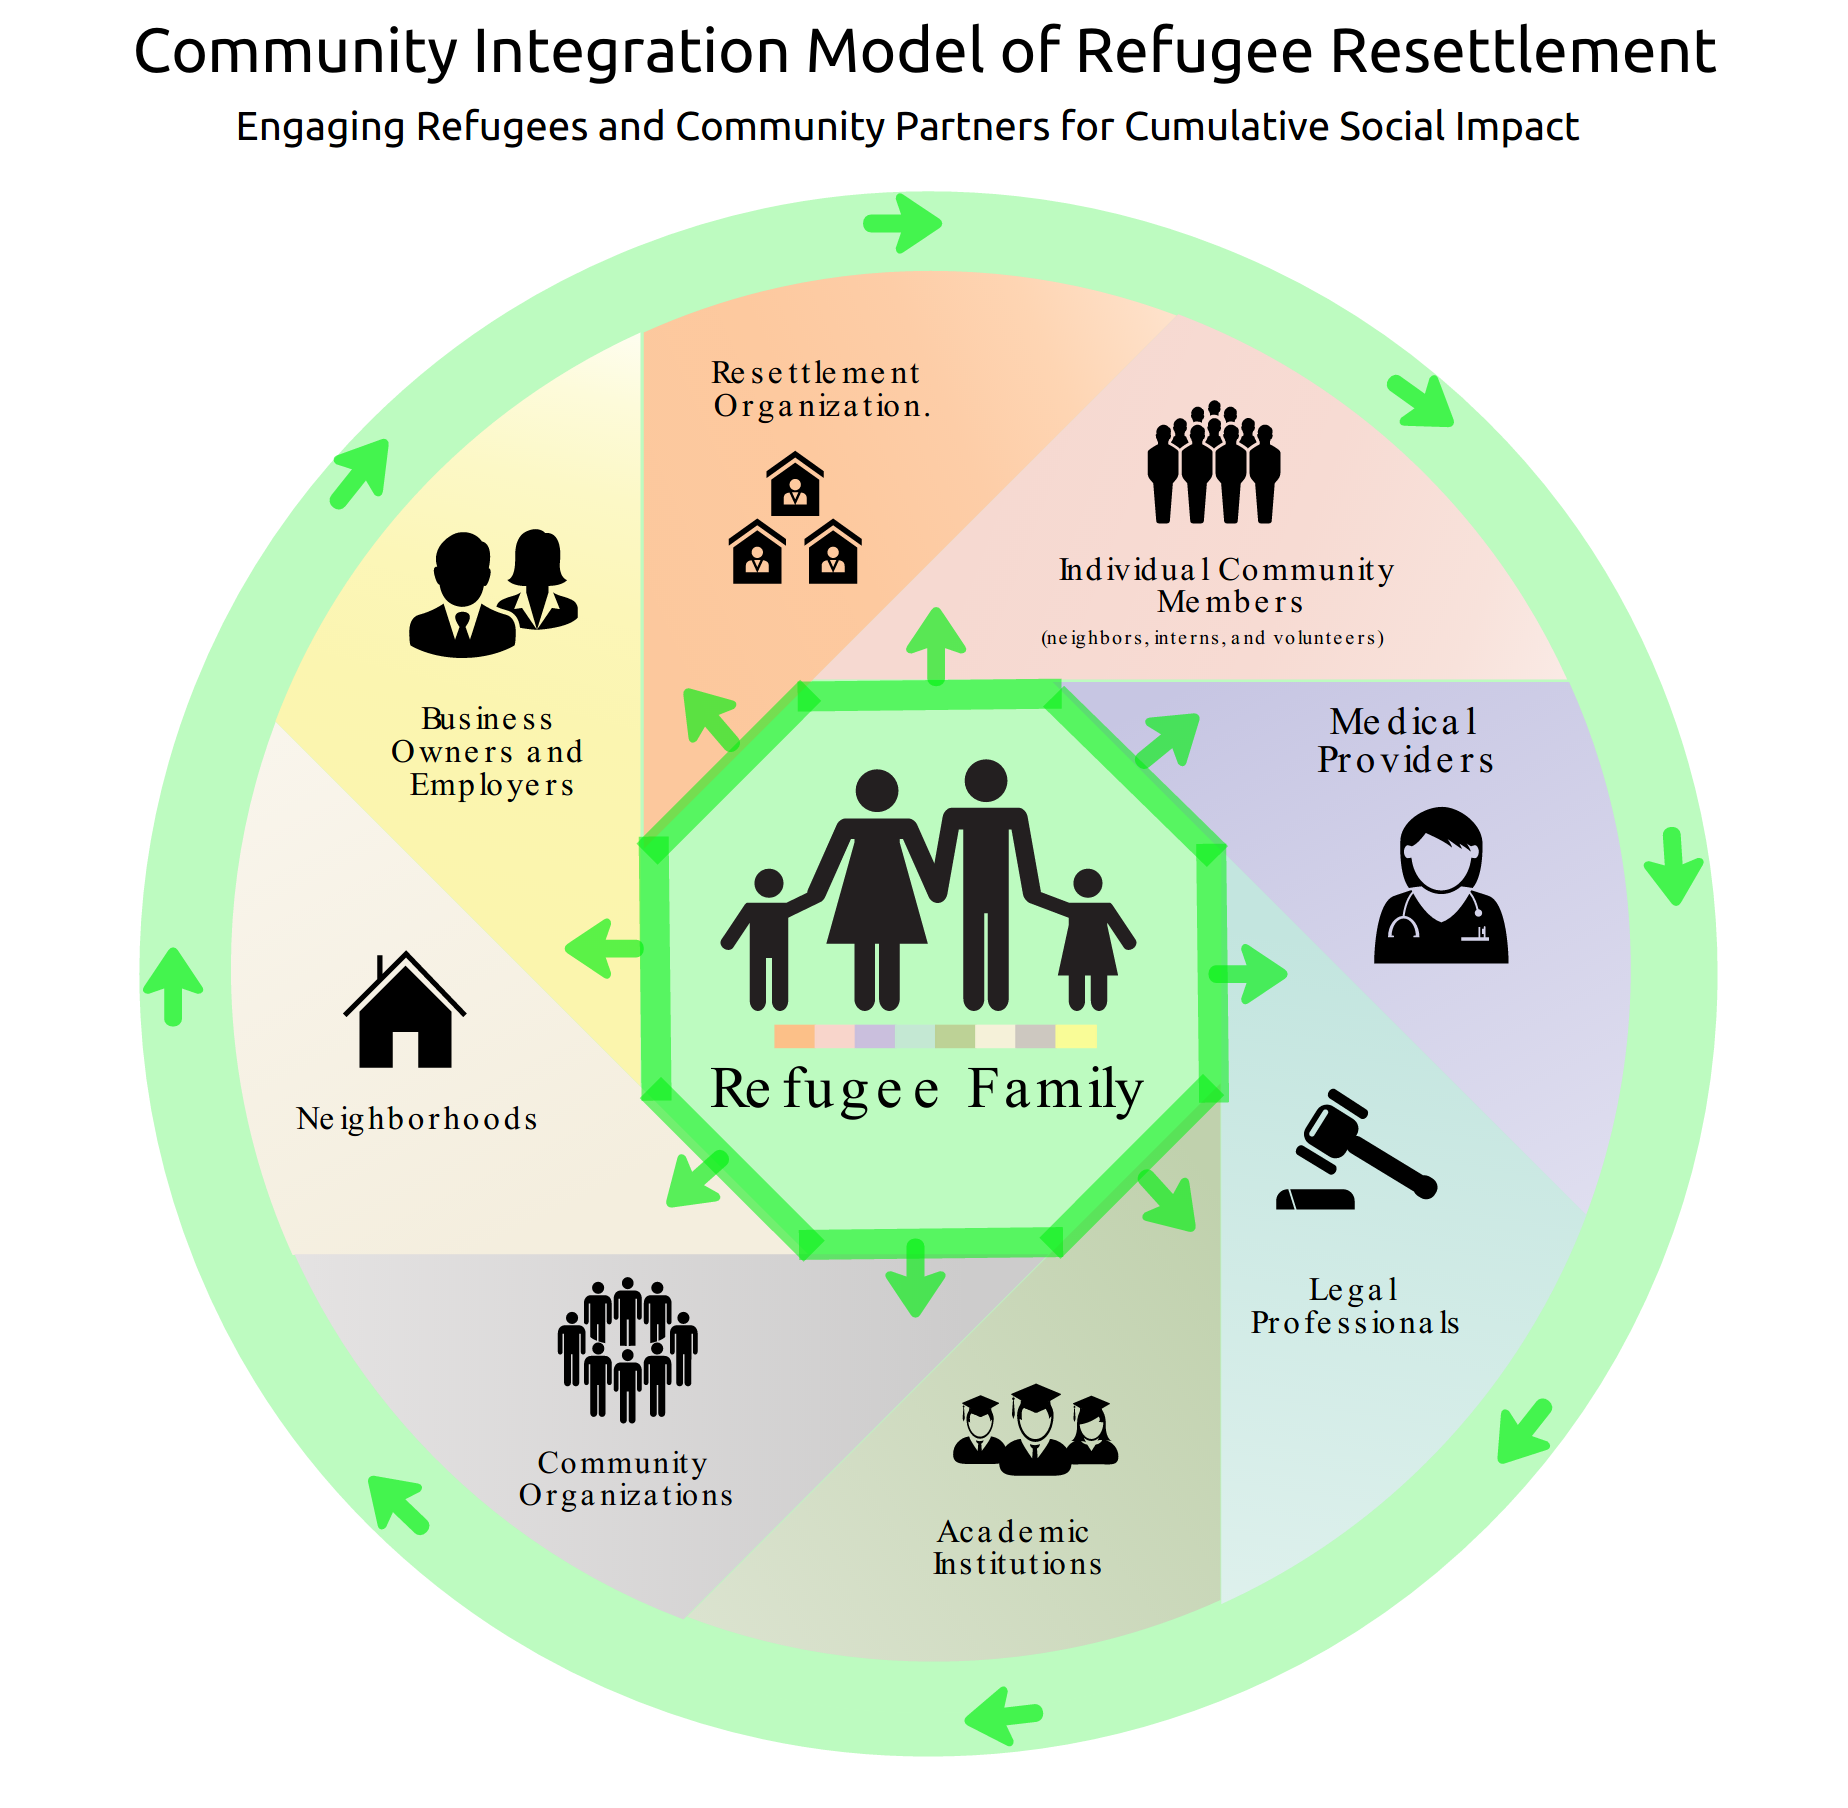 Community Integration Model of Refugee Resettlement
Engaging Refugees and Community Partners for Cumulative Social Impact
Resettlement
Organization.
Individual Community
Members
(neighbors, interns, and volunteers)
Medical
Providers
Business
Owners and
Employers
Refugee Family
Neighborhoods
Legal
Professionals
Community
Organizations
Academic
Institutions